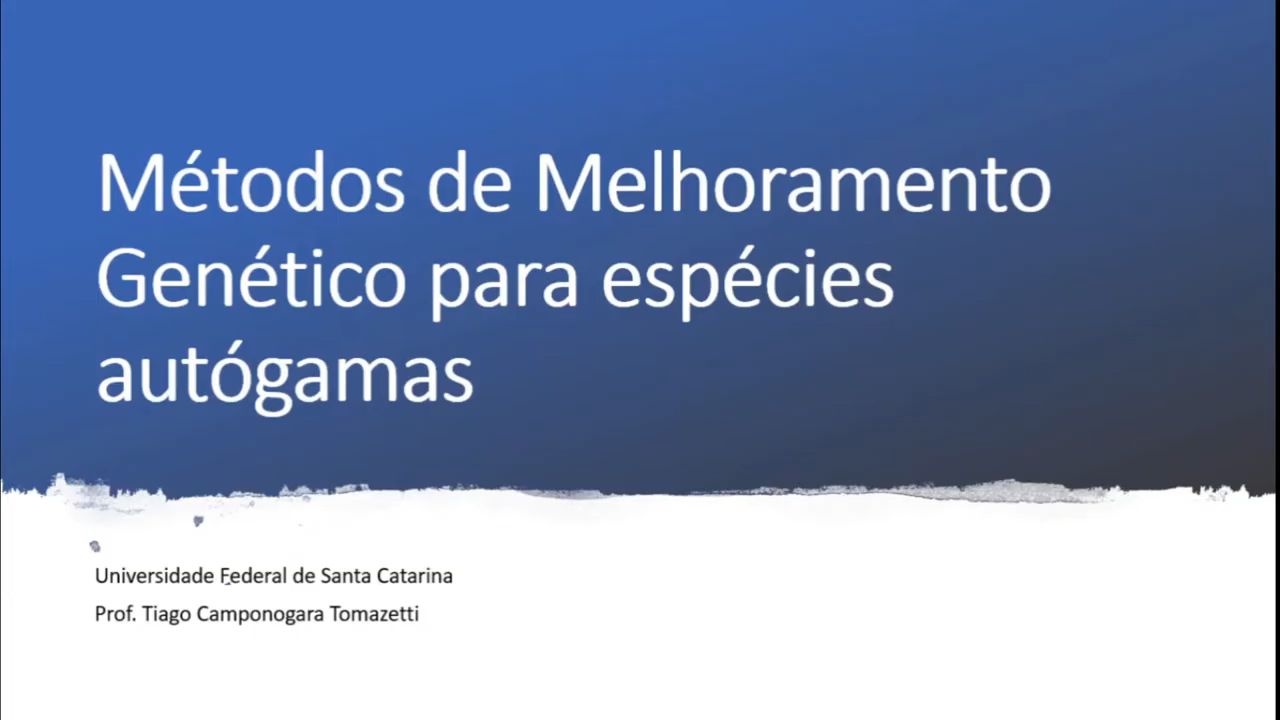 Métodos de Melhoramento
Genético para espécies
autógamas
Universidade Federal de Santa Catarina
Prof. Tiago Camponogara Tomazetti